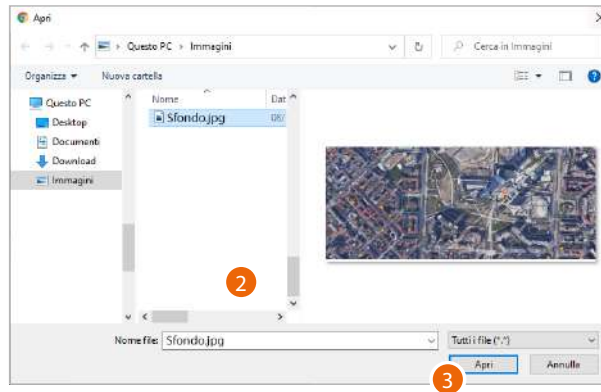 Apri
Questo PC > Immagini
Cerca in Immagini
Organizza
Nuova cartella
Questo PC
Desktop
Documenti
Download
Immagini
Nome
Dat
Sfondo.jpg
08/
2
Nome file: Sfondo.jpg
Tutti i file (*.*)
Apri
Annulla
3